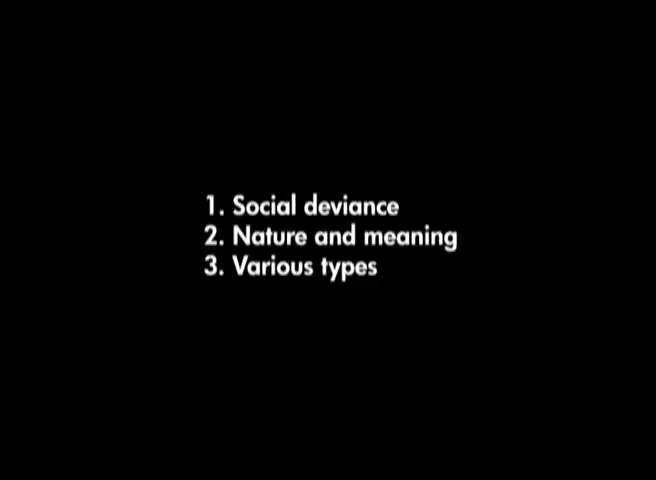 1. Social deviance
2. Nature and meaning
3. Various types